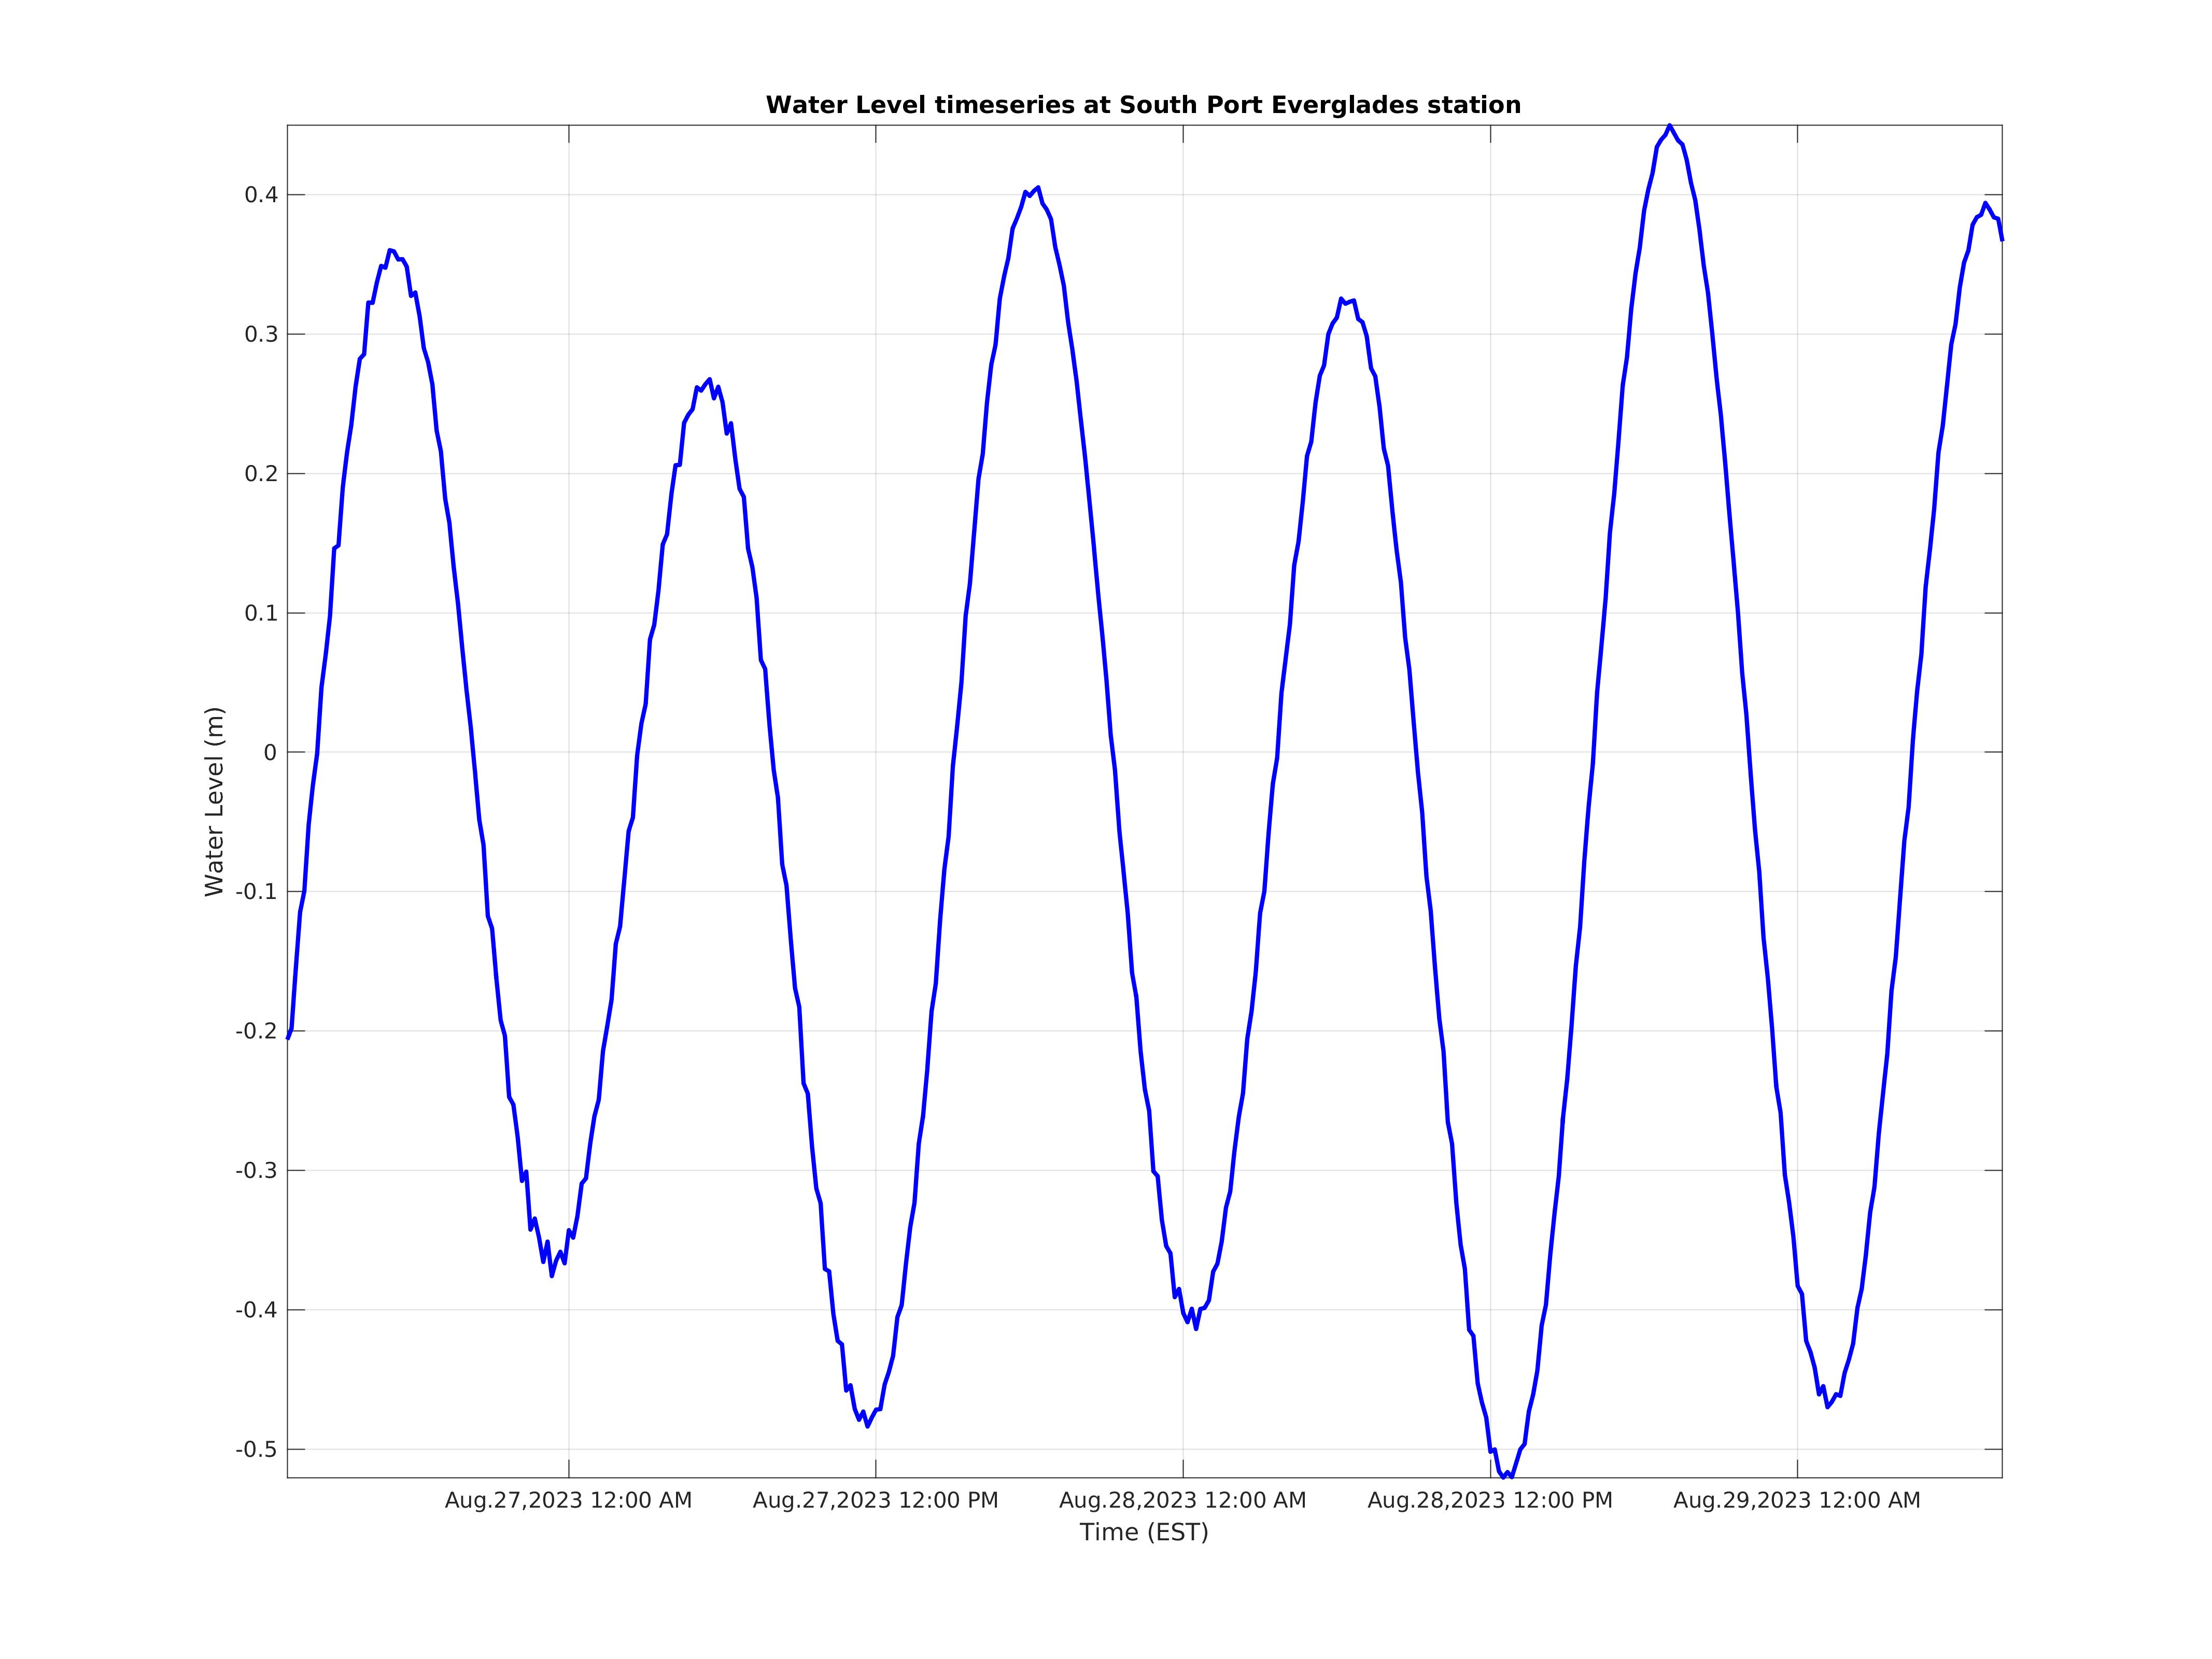 Water Level timeseries at South Port Everglades station
0.4
0.3
0.2
0.1
0
-0.1
-0.2
-0.3
-0.4
-0.5
Water Level (m)
Aug.27,2023 12:00 AM
Aug.27,2023 12:00 PM
Aug.28,2023 12:00 AM
Aug.28,2023 12:00 PM
Aug.29,2023 12:00 AM
Time (EST)